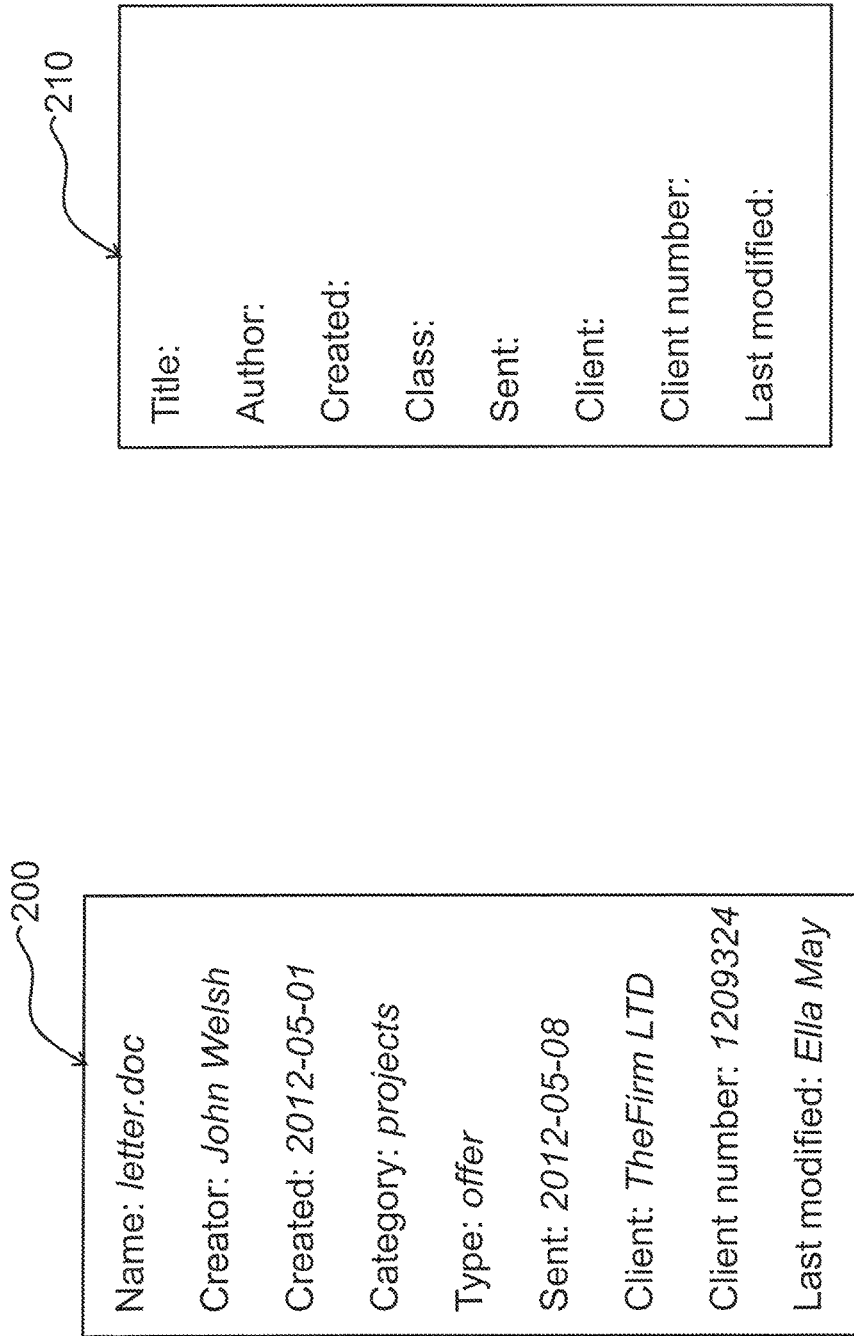 200
Name: letter.doc
Creator: John Welsh
Created: 2012-05-01
Category: projects
Type: offer
Sent: 2012-05-08
Client: TheFirm LTD
Client number: 1209324
Last modified: Ella May
210
Title:
Author:
Created:
Class:
Sent:
Client:
Client number:
Last modified: